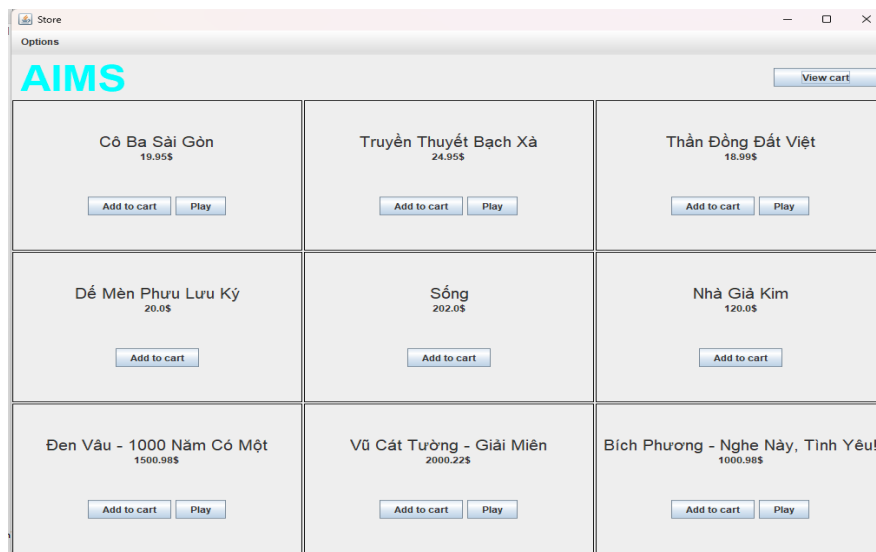 Store
Options
AIMS
View cart
Cô Ba Sài Gòn
19.95$
Add to cart Play
Truyền Thuyết Bạch Xà
24.95$
Add to cart Play
Thần Đồng Đất Việt
18.99$
Add to cart Play
Dế Mèn Phưu Lưu Ký
20.0$
Add to cart
Sống
202.0$
Add to cart
Nhà Giả Kim
120.0$
Add to cart
Đen Vâu - 1000 Năm Có Một
1500.98$
Add to cart Play
Vũ Cát Tường - Giải Miên
2000.22$
Add to cart Play
Bích Phương - Nghe Này, Tình Yêu!
1000.98$
Add to cart Play